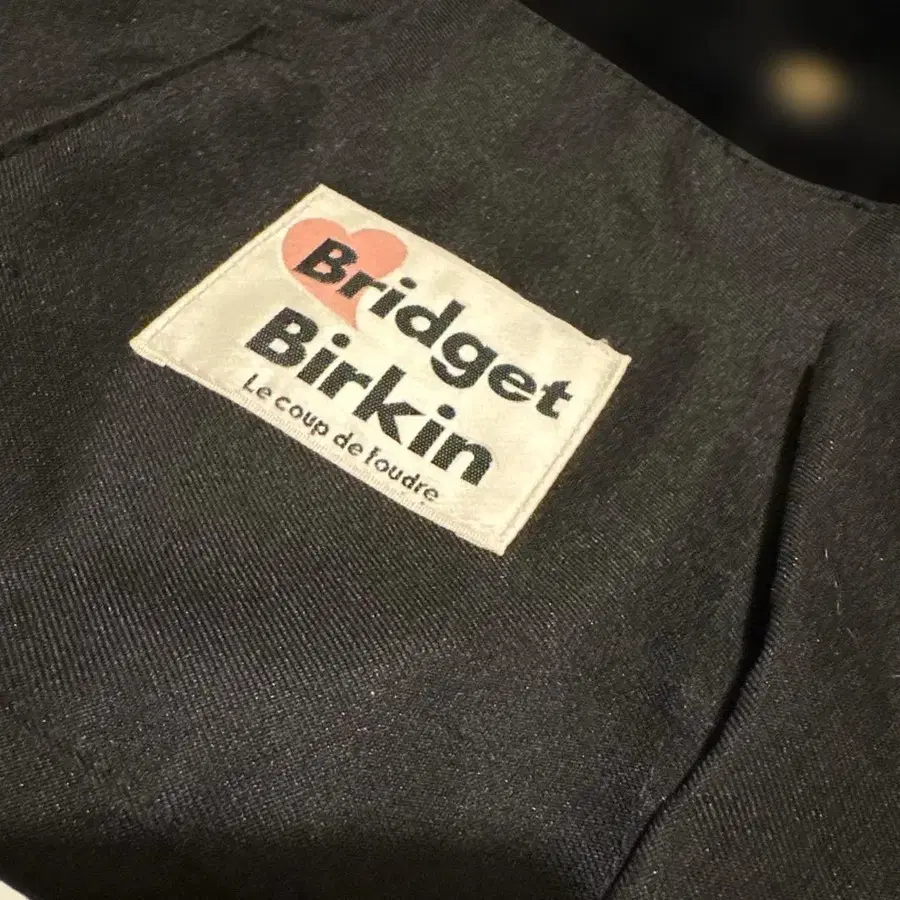 Bridget
Birkin
Le coup de foudre